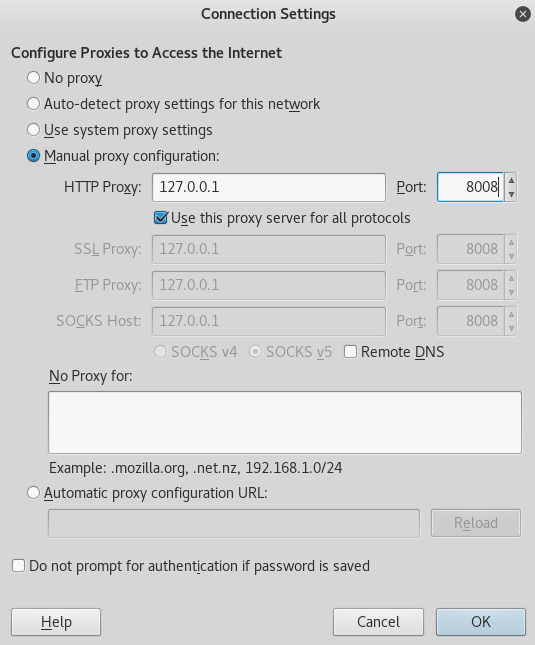 Connection Settings
Configure Proxies to Access the Internet
No proxy
Auto-detect proxy settings for this network
Use system proxy settings
Manual proxy configuration:
HTTP Proxy: 127.0.0.1 Port: 8008
Use this proxy server for all protocols
SSL Proxy: 127.0.0.1 Port: 8008
FTP Proxy: 127.0.0.1 Port: 8008
SOCKS Host: 127.0.0.1 Port: 8008
SOCKS v4 SOCKS v5 Remote DNS
No Proxy for:
Example: .mozilla.org, .net.nz, 192.168.1.0/24
Automatic proxy configuration URL:
Reload
Do not prompt for authentication if password is saved
Help Cancel OK